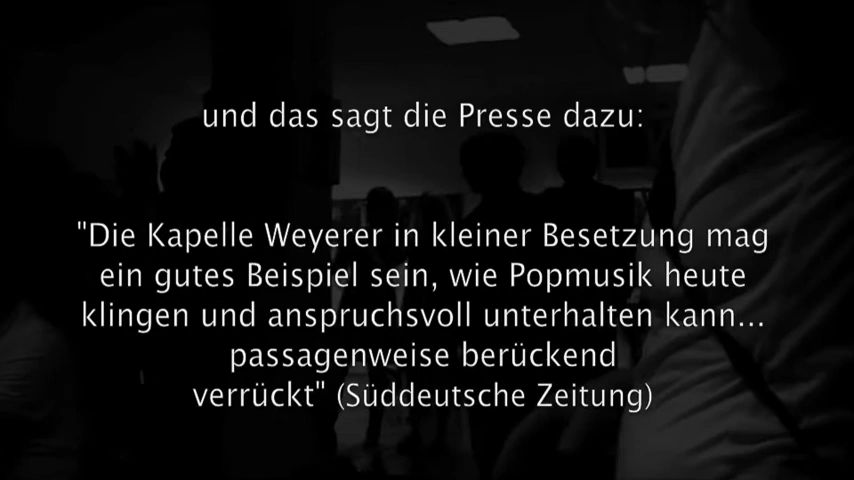 und das sagt die Presse dazu:
"Die Kapelle Weyerer in kleiner Besetzung mag
ein gutes Beispiel sein, wie Popmusik heute
klingen und anspruchsvoll unterhalten kann...
passagenweise berückend
verrückt" (Süddeutsche Zeitung)